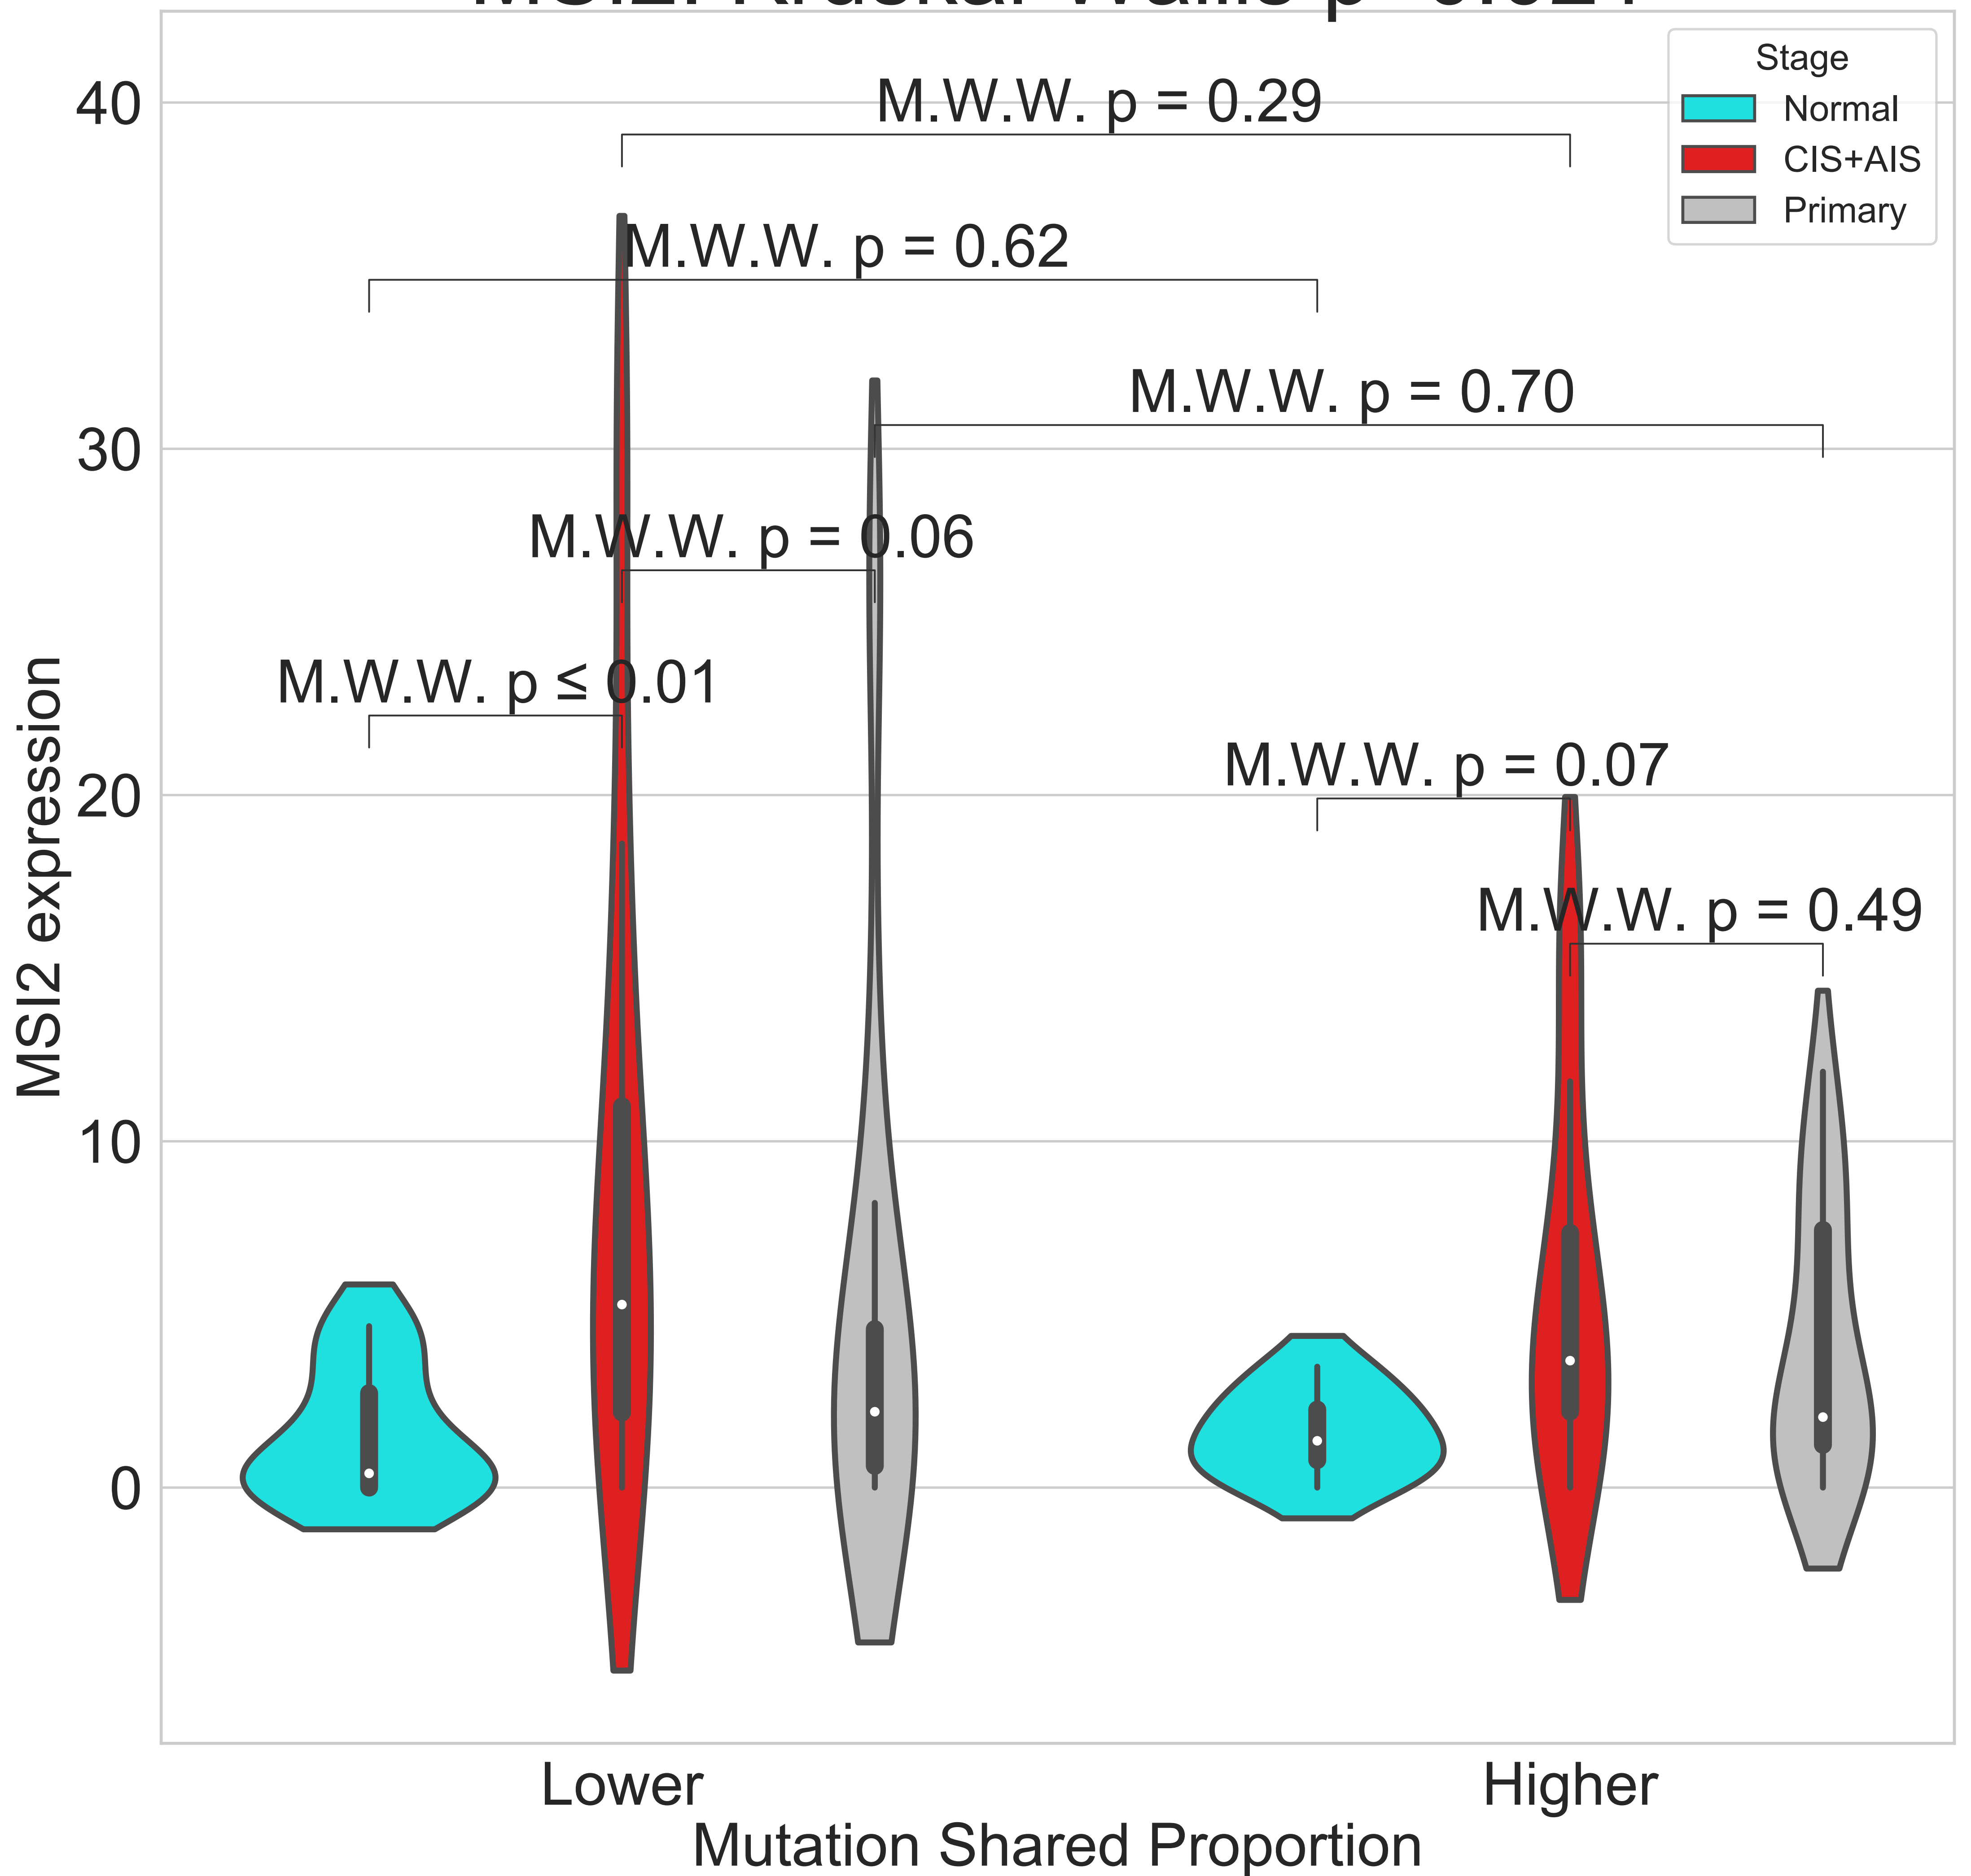 Stage
Normal
CIS+AIS
Primary
M.W.W. p = 0.29
M.W.W. p = 0.62
M.W.W. p = 0.70
M.W.W. p = 0.06
M.W.W. p ≤ 0.01
M.W.W. p = 0.07
M.W.W. p = 0.49
40
30
20
10
0
MSI2 expression
Lower
Higher
Mutation Shared Proportion